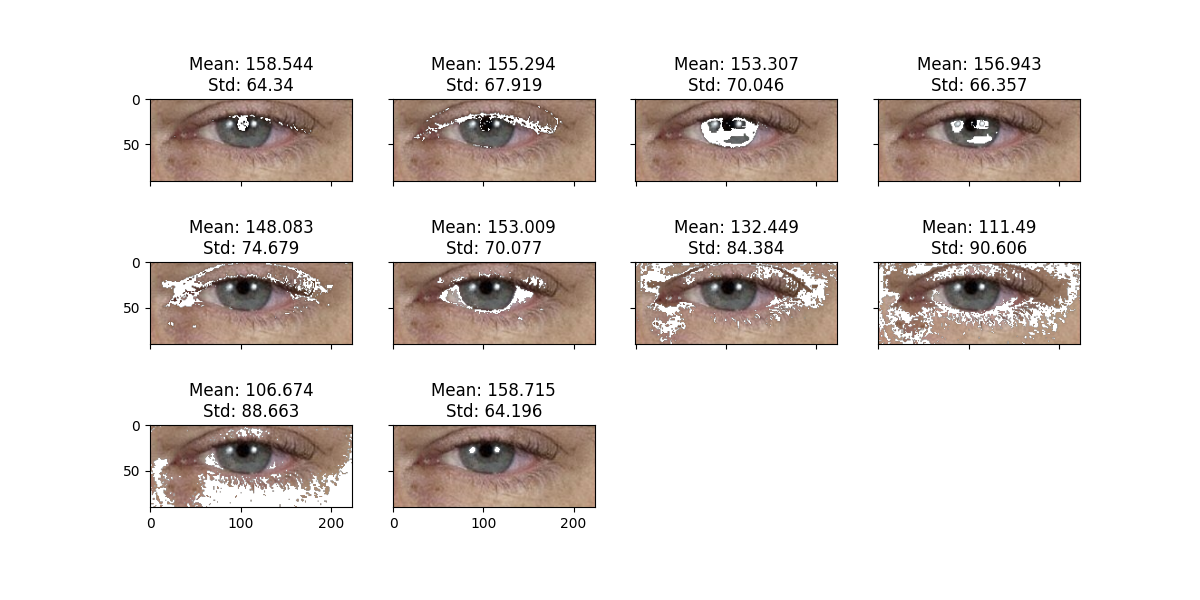 Mean: 158.544
Std: 64.34
Mean: 155.294
Std: 67.919
Mean: 153.307
Std: 70.046
Mean: 156.943
Std: 66.357
0
50
Mean: 148.083
Std: 74.679
Mean: 153.009
Std: 70.077
Mean: 132.449
Std: 84.384
Mean: 111.49
Std: 90.606
0
50
Mean: 106.674
Std: 88.663
Mean: 158.715
Std: 64.196
0
50
0
100
200
0
100
200